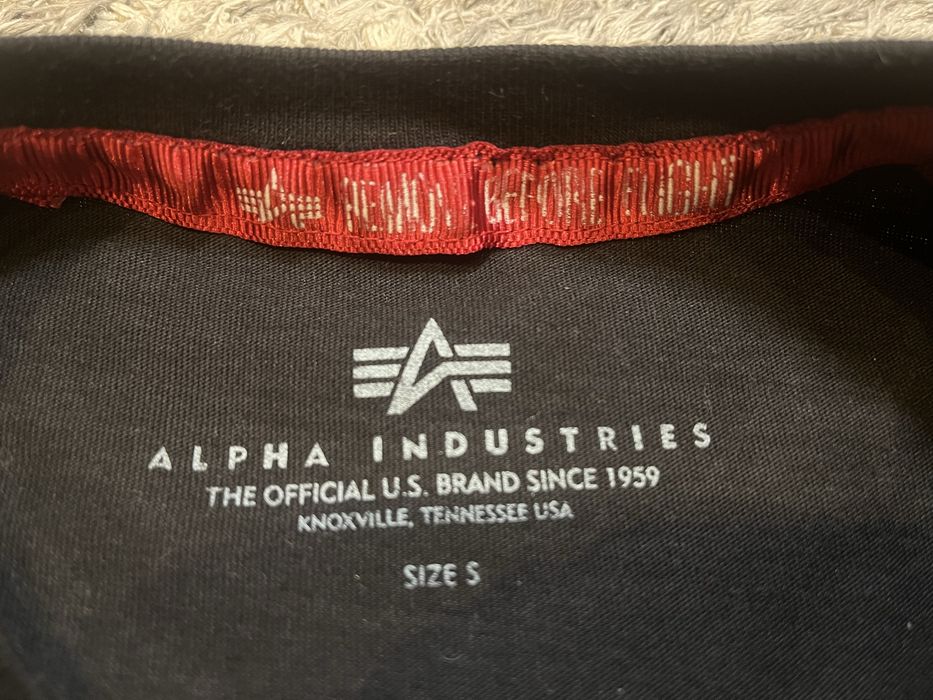 REMOVE BEFORE FLIGHT
ALPHA INDUSTRIES
THE OFFICIAL U.S. BRAND SINCE 1959
KNOXVILLE, TENNESSEE USA
SIZE S